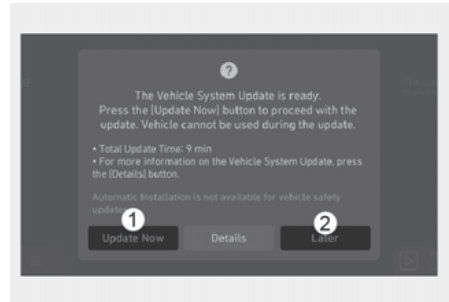 ?
The Vehicle System Update is ready.
Press the [Update Now] button to proceed with the
update. Vehicle cannot be used during the update.
• Total Update Time: 9 min
• For more information on the Vehicle System Update, press
the [Details] button.
Automatic Installation is not available for vehicle safety
updates
1 2
Update Now Details Later